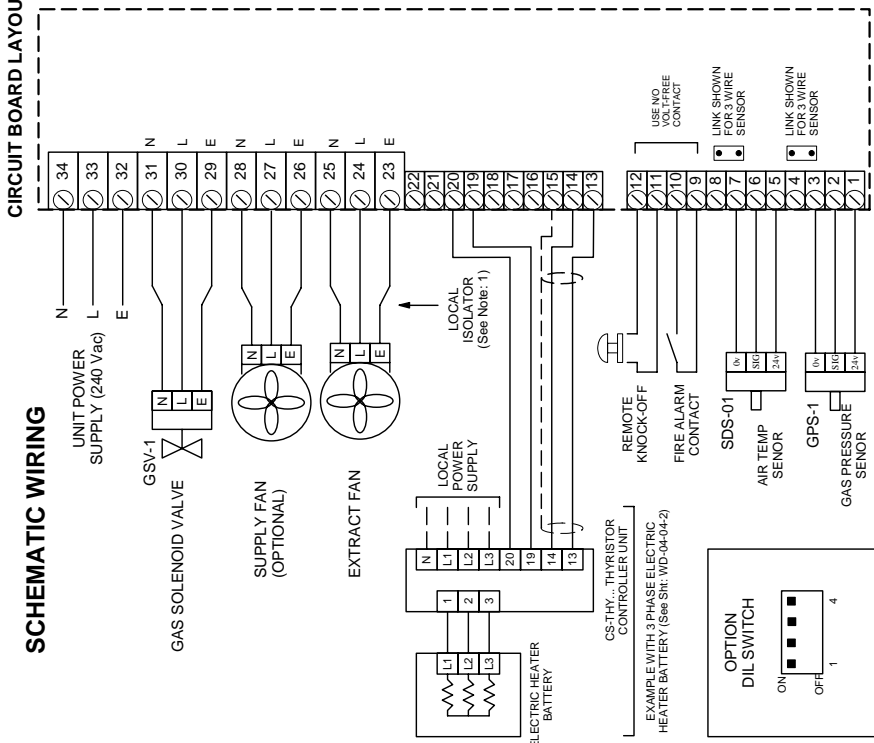 CIRCUIT BOARD LAYOU
SCHEMATIC WIRING
34
33
32
31
30
29
28
27
26
25
24
23
N
L
E
N
L
E
N
L
E
22
21
20
19
18
17
16
15
14
13
12
11
10
9
8
7
6
5
4
3
2
1
USE N/O
VOLT-FREE
CONTACT
LINK SHOWN
FOR 3 WIRE
SENSOR
LINK SHOWN
FOR 3 WIRE
SENSOR
N
L
E
UNIT POWER
SUPPLY (240 Vac)
GSV-1
N
L
E
GAS SOLENOID VALVE
N
L
E
SUPPLY FAN
(OPTIONAL)
N
L
E
EXTRACT FAN
LOCAL
ISOLATOR
(See Note: 1)
LOCAL
POWER
SUPPLY
N
L1
L2
L3
20
19
14
13
1
2
3
L1
L2
L3
ELECTRIC HEATER
BATTERY
CS-THY... THYRISTOR
CONTROLLER UNIT
EXAMPLE WITH 3 PHASE ELECTRIC
HEATER BATTERY (See Sht: WD-04-04-2)
REMOTE
KNOCK-OFF
FIRE ALARM
CONTACT
SDS-01
0v
SIG
24v
AIR TEMP
SENOR
GPS-1
0v
SIG
24v
GAS PRESSURE
SENOR
OPTION
DIL SWITCH
ON
OFF
1
4